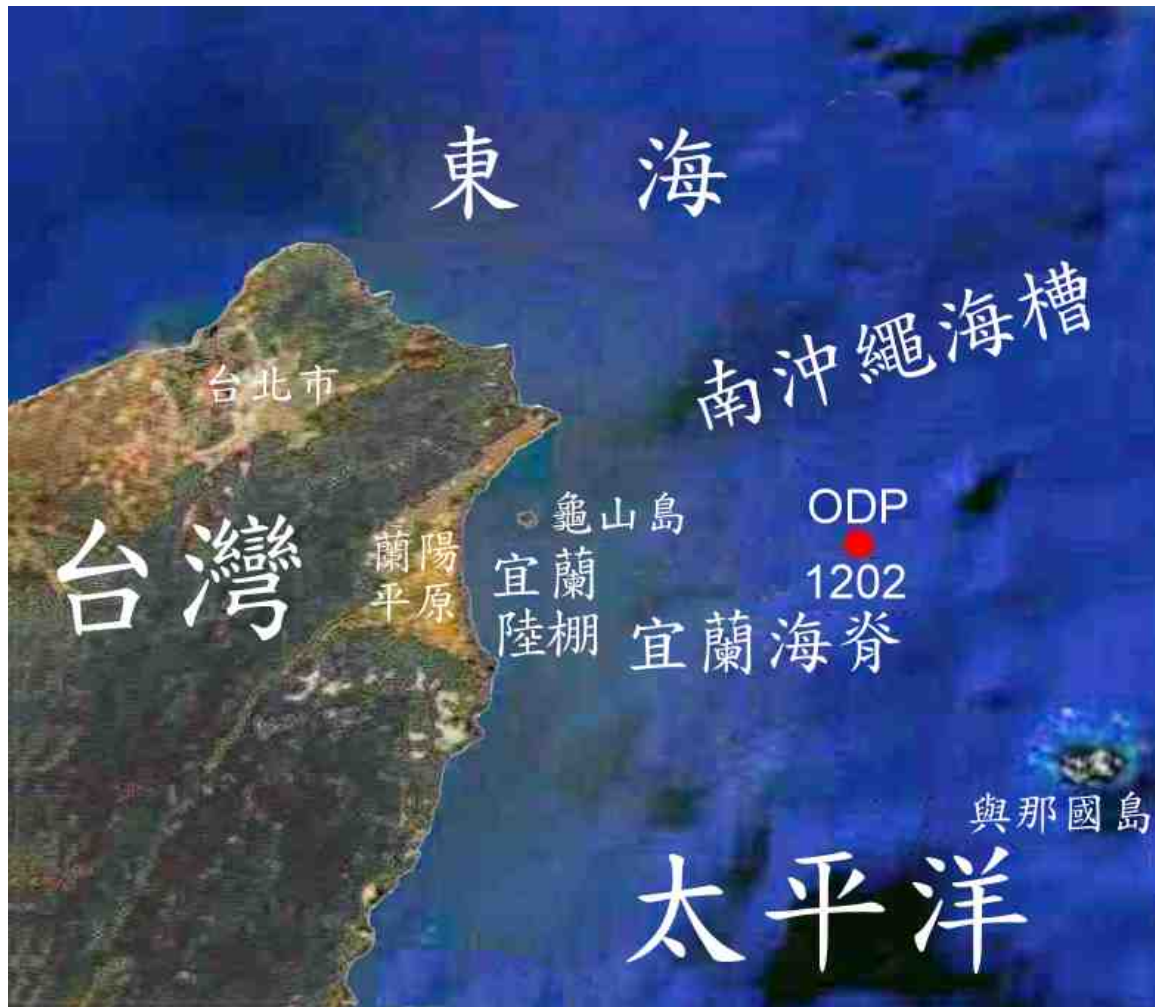 東海
南沖繩海槽
台北市
龜山島
ODP
1202
台灣
蘭陽
平原
宜蘭
陸棚
宜蘭海脊
與那國島
太平洋